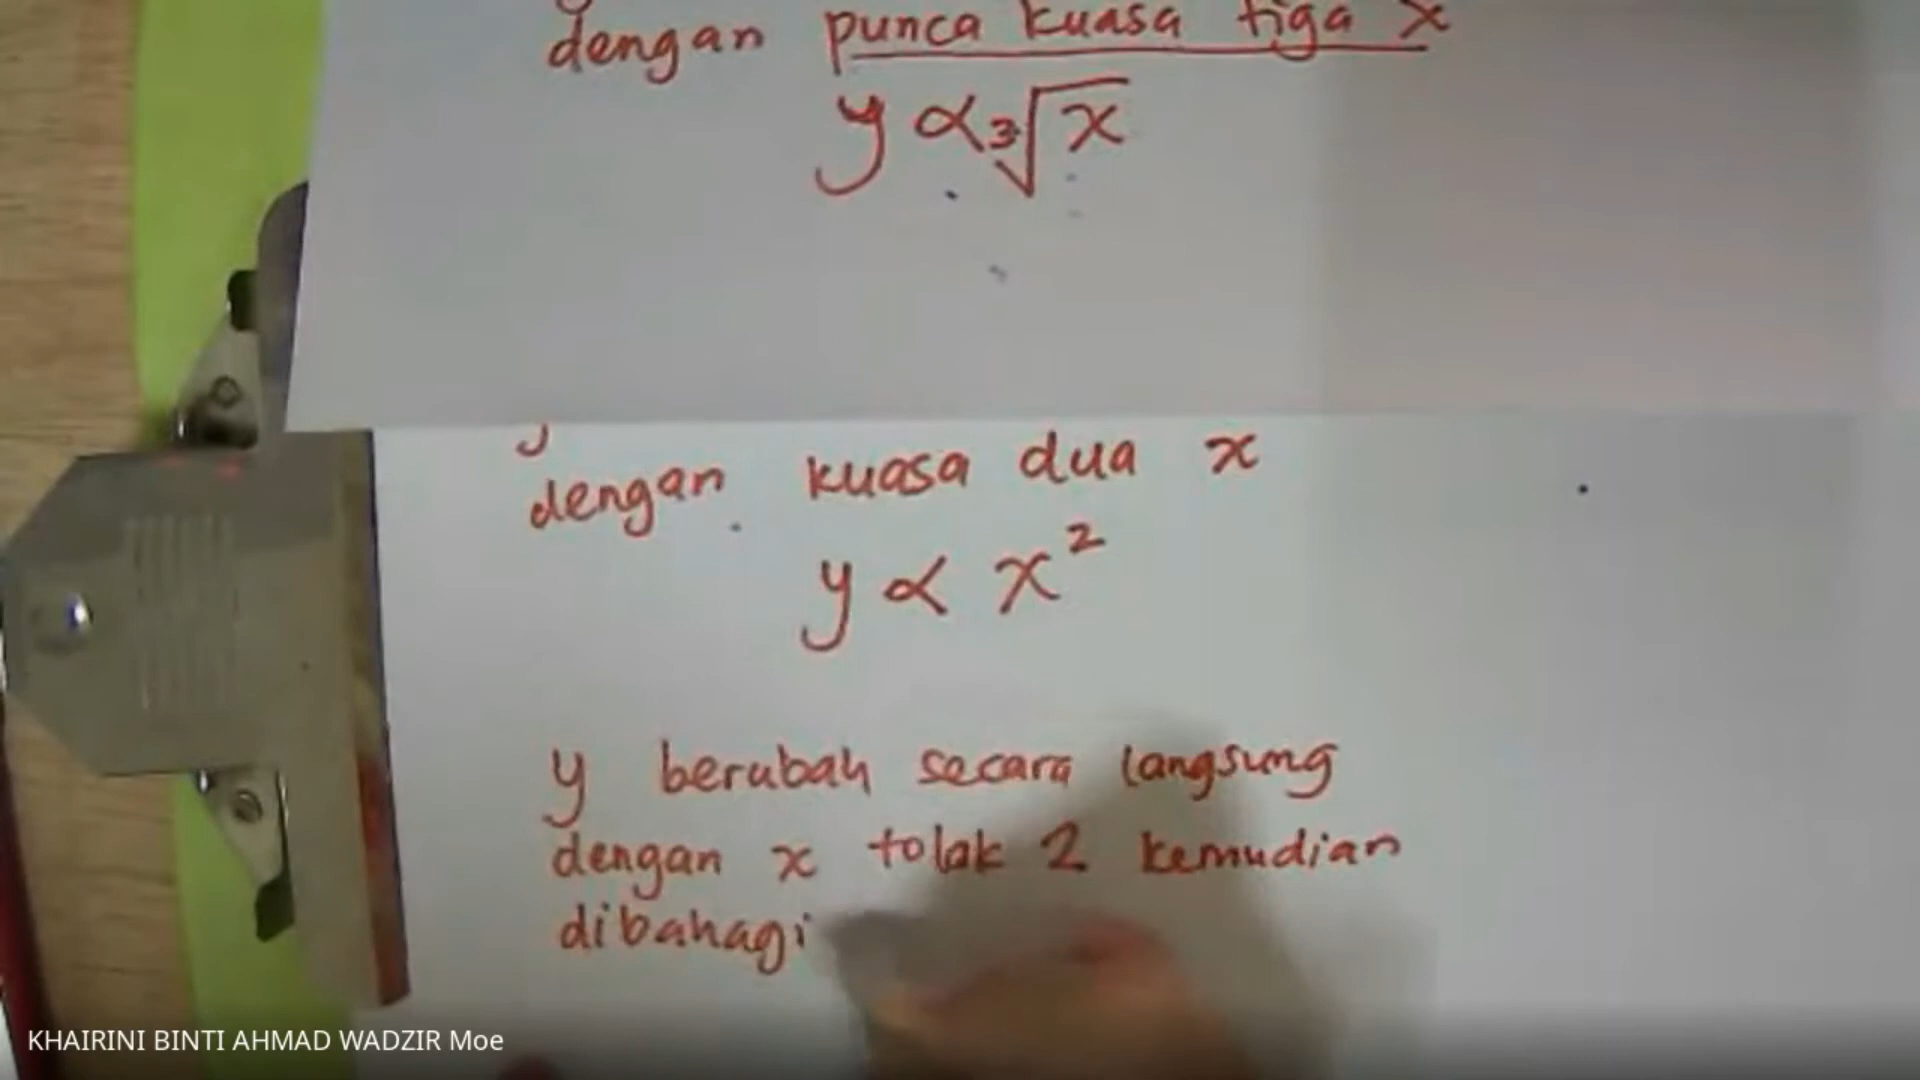 dengan punca kuasa tiga x
y ∝ ³√x
dengan kuasa dua x
y ∝ x²
y berubah secara langsung
dengan x tolak 2 kemudian
dibahagi
KHAIRINI BINTI AHMAD WADZIR Moe